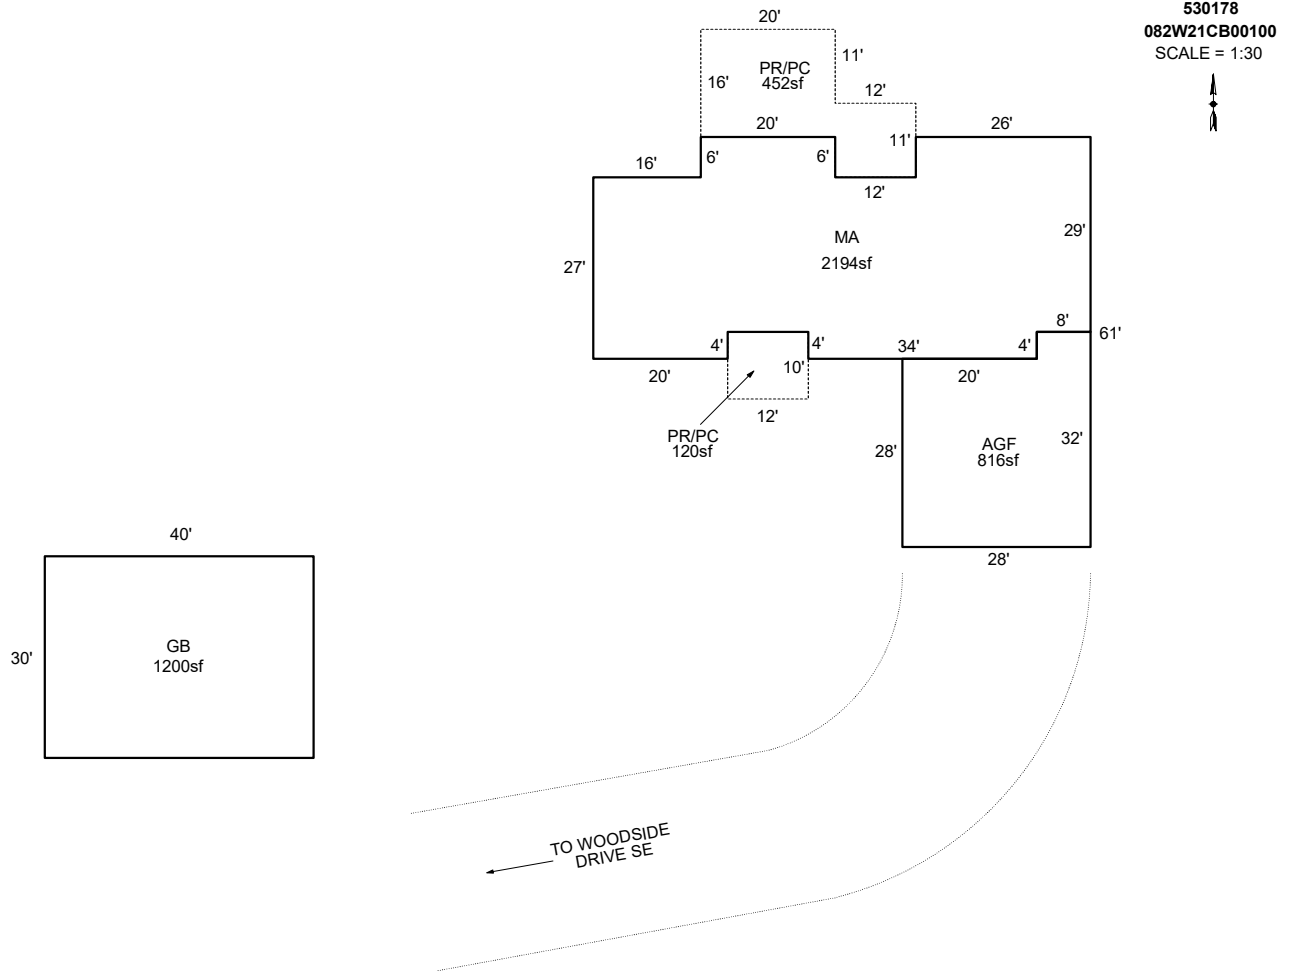 530178
082W21CB00100
SCALE = 1:30
20'
11'
PR/PC
452sf
16'
12'
20'
11'
26'
16'
6'
6'
12'
MA
2194sf
29'
27'
8'
61'
4'
4'
34'
4'
10'
20'
20'
12'
PR/PC
120sf
28'
AGF
816sf
32'
28'
40'
GB
1200sf
30'
TO WOODSIDE
DRIVE SE